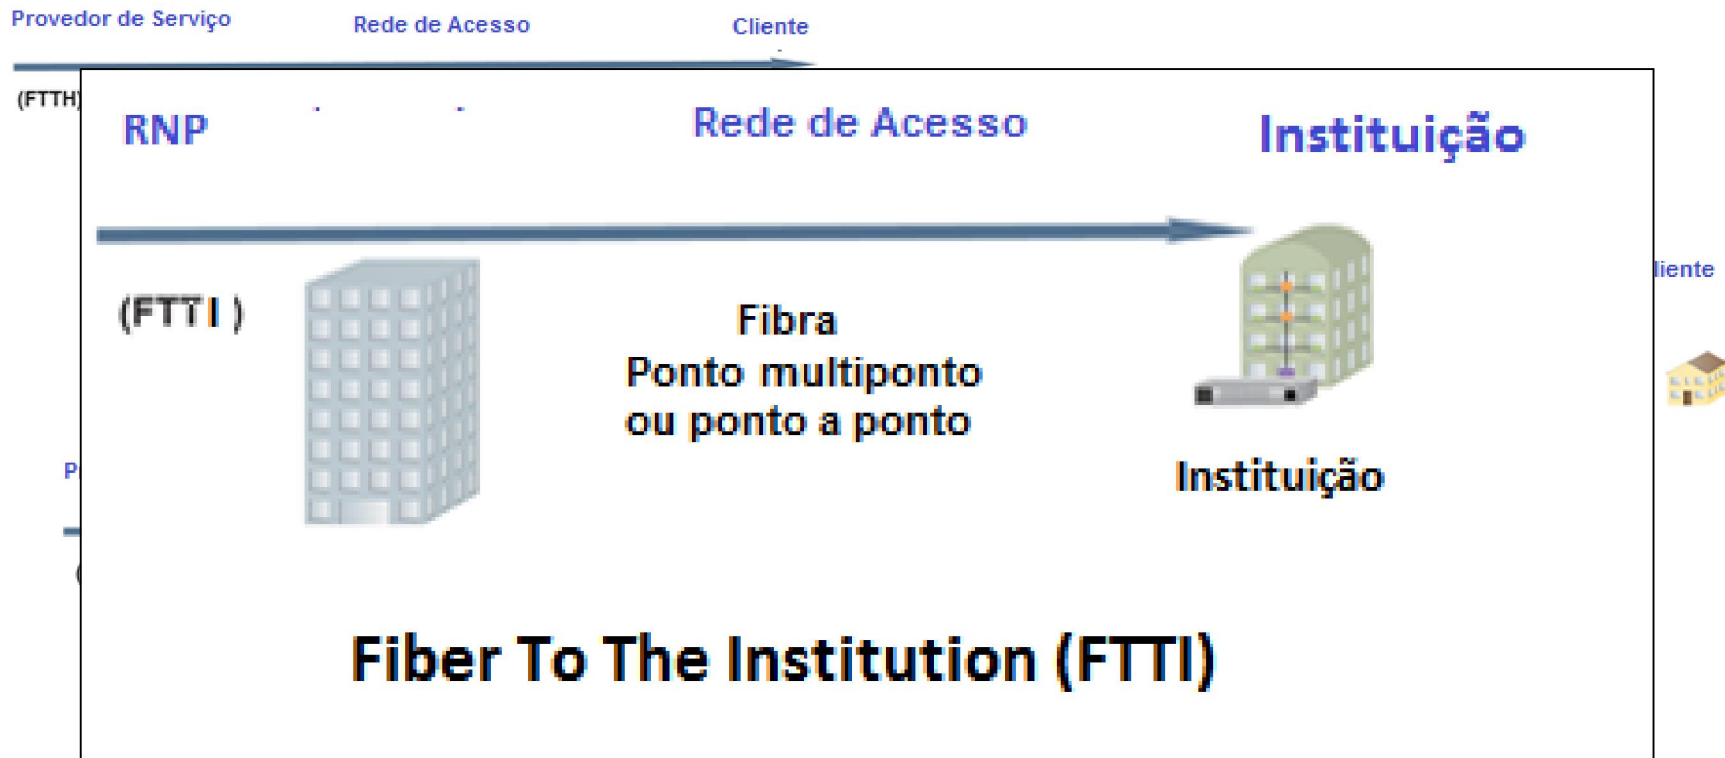 Provedor de Serviço
Rede de Acesso
Cliente
(FTTH)
RNP
Rede de Acesso
Instituição
liente
(FTTI )
Fibra
Ponto multiponto
ou ponto a ponto
Instituição
Fiber To The Institution (FTTI)